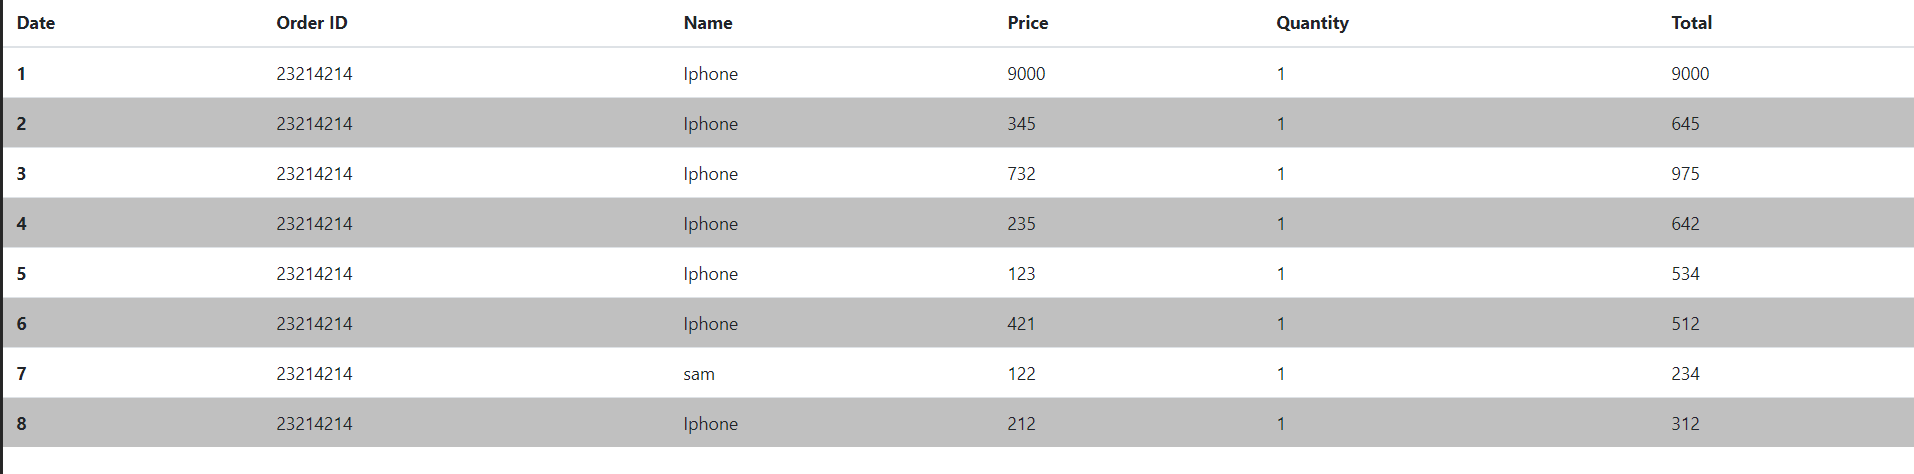 Date Order ID Name Price Quantity Total
1 23214214 Iphone 9000 1 9000
2 23214214 Iphone 345 1 645
3 23214214 Iphone 732 1 975
4 23214214 Iphone 235 1 642
5 23214214 Iphone 123 1 534
6 23214214 Iphone 421 1 512
7 23214214 sam 122 1 234
8 23214214 Iphone 212 1 312